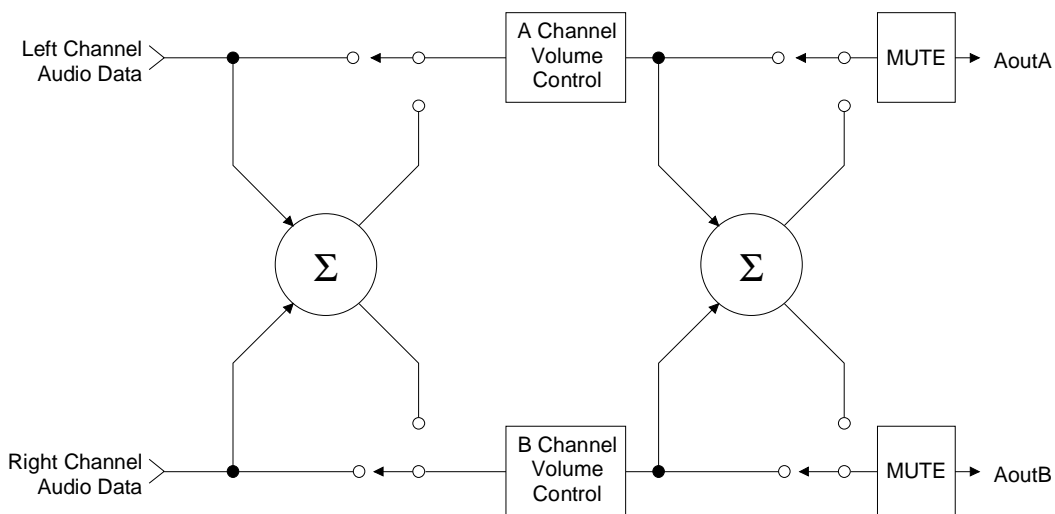 Left Channel
Audio Data
A Channel
Volume
Control
MUTE
AoutA
Σ
Σ
Right Channel
Audio Data
B Channel
Volume
Control
MUTE
AoutB